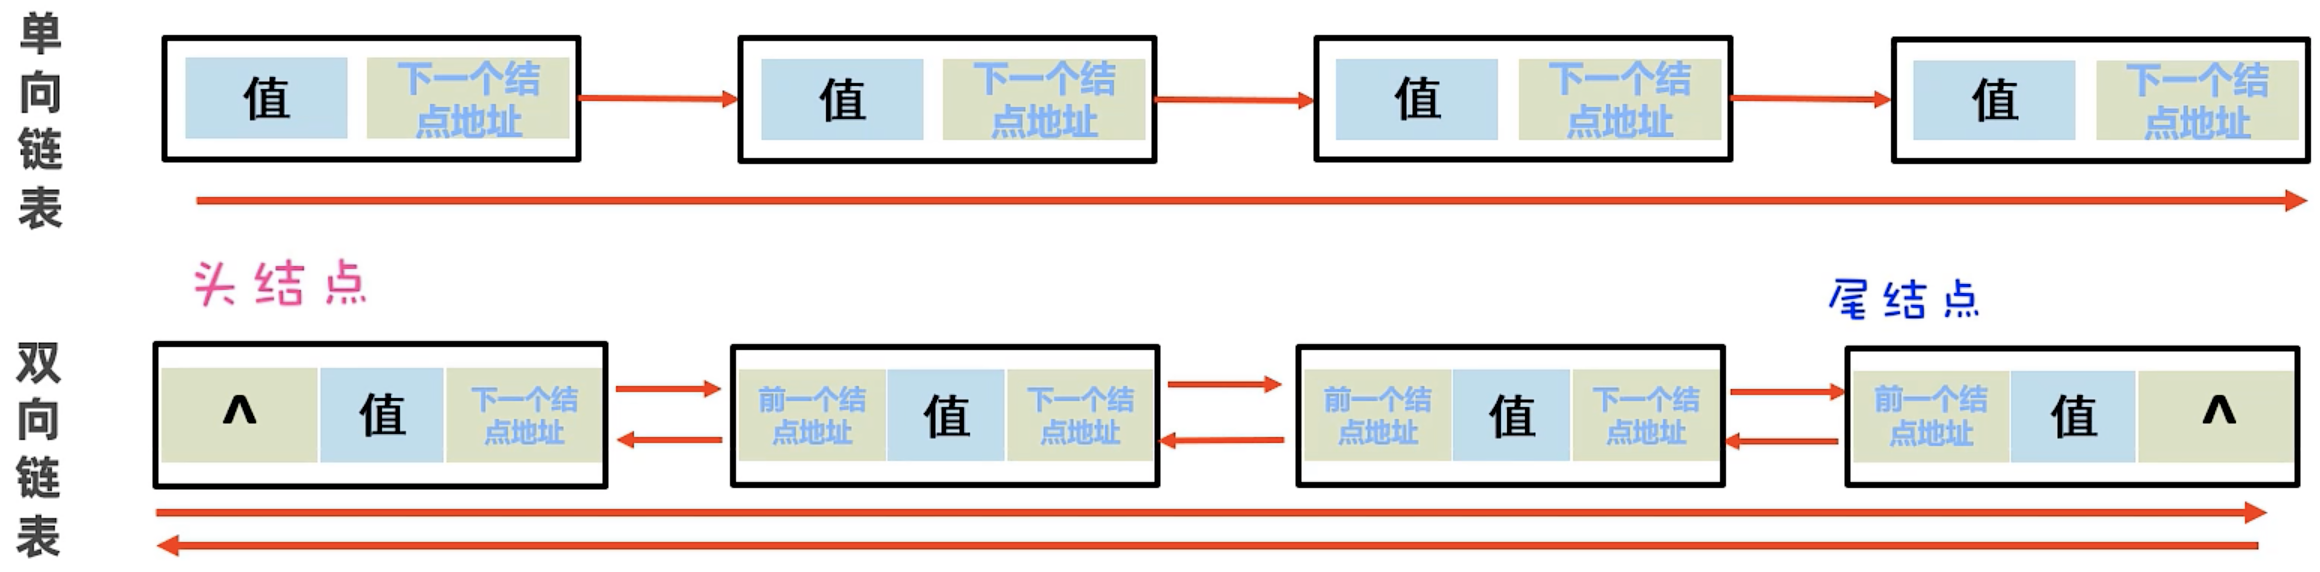 单向链表
值 下一个结 值 下一个结 值 下一个结 值 下一个结
点地址 点地址 点地址 点地址
头结点 尾结点
双向链表
^ 值 下一个结 前一个结 值 下一个结 前一个结 值 下一个结 前一个结 值 ^
点地址 点地址 点地址 点地址 点地址 点地址